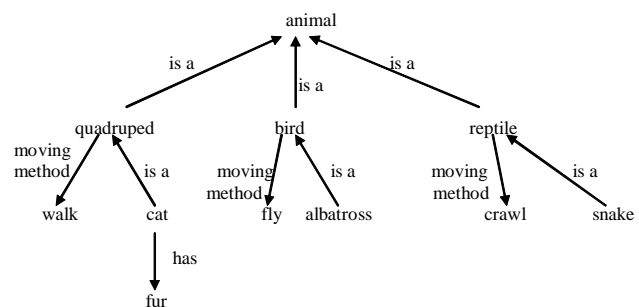 animal
is a
is a
is a
quadruped
bird
reptile
moving
method
is a
moving
method
is a
moving
method
is a
walk
cat
fly
albatross
crawl
snake
has
fur